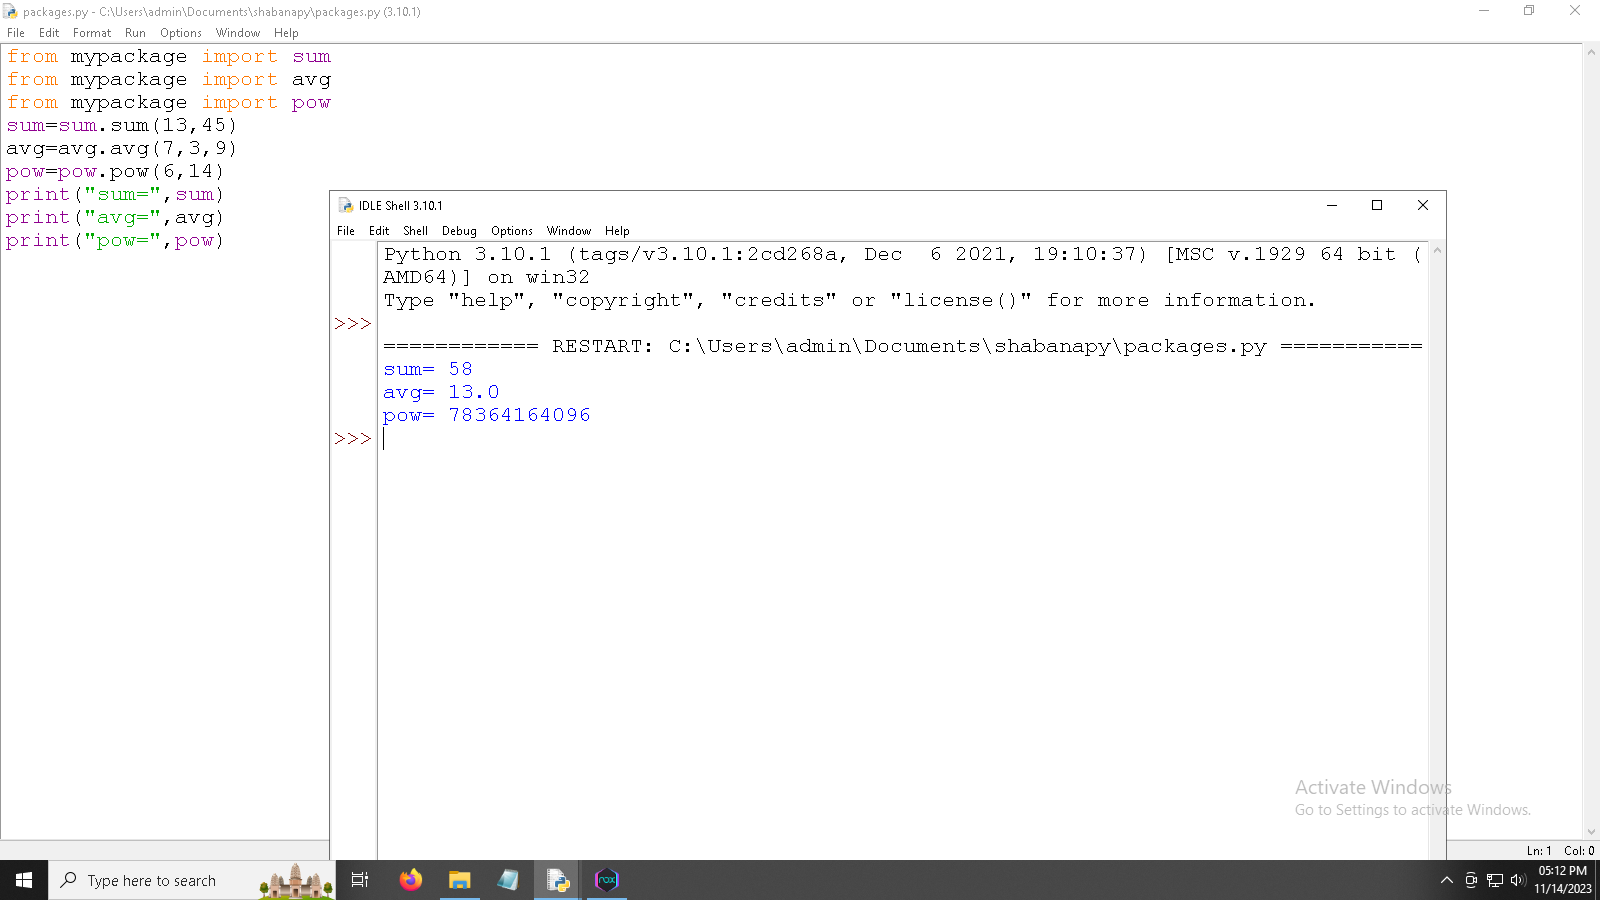 packages.py - C:\Users\admin\Documents\shabanapy\packages.py (3.10.1)
File Edit Format Run Options Window Help
from mypackage import sum
from mypackage import avg
from mypackage import pow
sum=sum.sum(13,45)
avg=avg.avg(7,3,9)
pow=pow.pow(6,14)
print("sum=",sum)
print("avg=",avg)
print("pow=",pow)
IDLE Shell 3.10.1
File Edit Shell Debug Options Window Help
Python 3.10.1 (tags/v3.10.1:2cd268a, Dec  6 2021, 19:10:37) [MSC v.1929 64 bit (
AMD64)] on win32
Type "help", "copyright", "credits" or "license()" for more information.
>>>
============ RESTART: C:\Users\admin\Documents\shabanapy\packages.py ===========
sum= 58
avg= 13.0
pow= 78364164096
>>>
Activate Windows
Go to Settings to activate Windows.
Ln: 1 Col: 0
Type here to search
nox
05:12 PM
11/14/2023